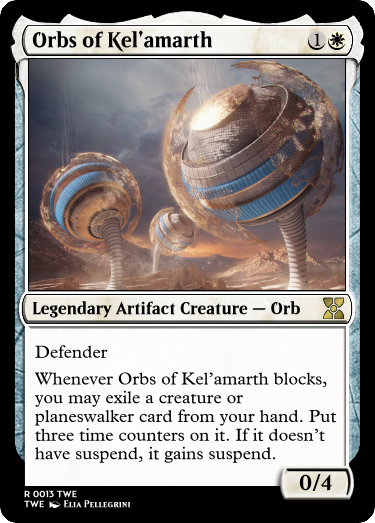 Orbs of Kel'amarth 1
Legendary Artifact Creature — Orb
Defender
Whenever Orbs of Kel'amarth blocks,
you may exile a creature or
planeswalker card from your hand. Put
three time counters on it. If it doesn't
have suspend, it gains suspend.
0/4
R 0013 TWE
TWE Elia Pellegrini